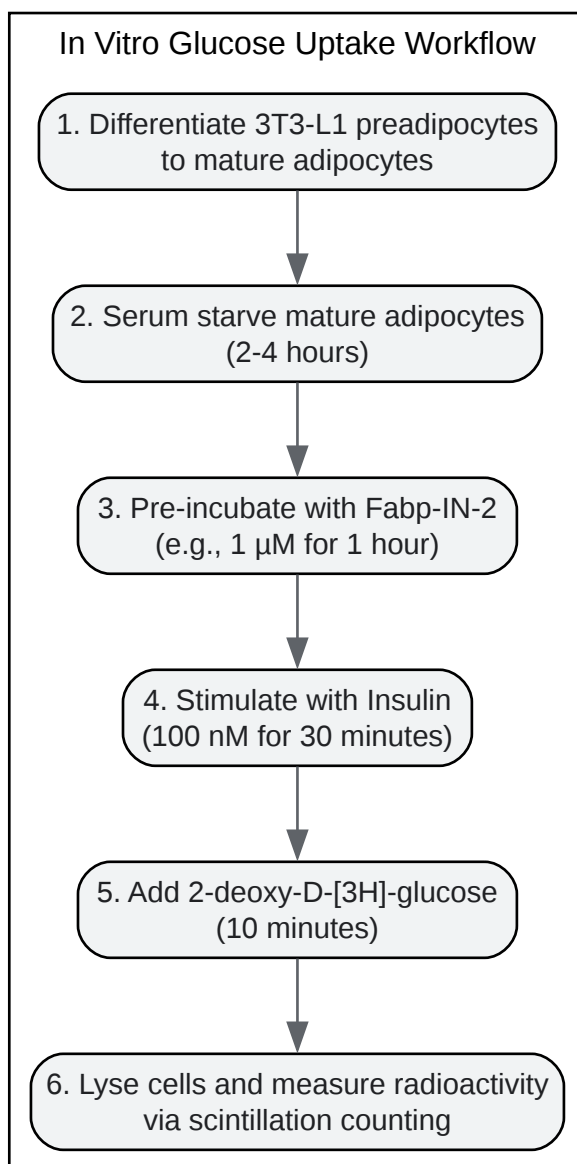 In Vitro Glucose Uptake Workflow
1. Differentiate 3T3-L1 preadipocytes
to mature adipocytes
2. Serum starve mature adipocytes
(2-4 hours)
3. Pre-incubate with Fabp-IN-2
(e.g., 1 µM for 1 hour)
4. Stimulate with Insulin
(100 nM for 30 minutes)
5. Add 2-deoxy-D-[3H]-glucose
(10 minutes)
6. Lyse cells and measure radioactivity
via scintillation counting